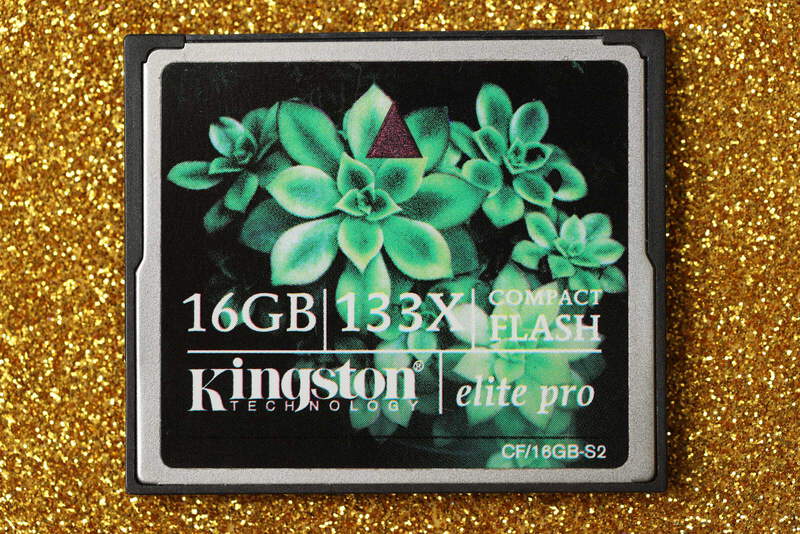 16GB 133X COMPACT
FLASH
Kingston® elite pro
TECHNOLOGY
CF/16GB-S2